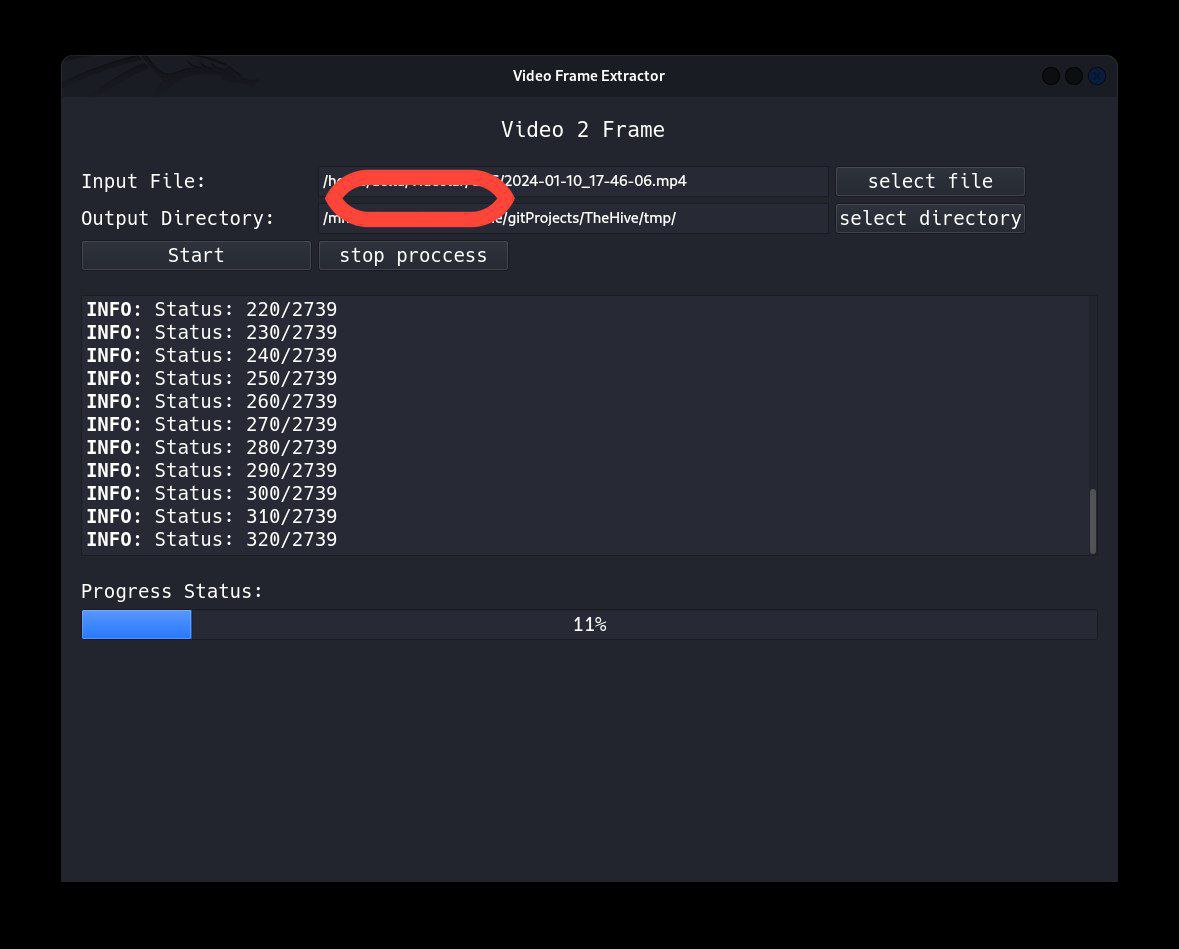 Video Frame Extractor
Video 2 Frame
Input File: /2024-01-10_17-46-06.mp4 select file
Output Directory: /gitProjects/TheHive/tmp/ select directory
Start stop proccess
INFO: Status: 220/2739
INFO: Status: 230/2739
INFO: Status: 240/2739
INFO: Status: 250/2739
INFO: Status: 260/2739
INFO: Status: 270/2739
INFO: Status: 280/2739
INFO: Status: 290/2739
INFO: Status: 300/2739
INFO: Status: 310/2739
INFO: Status: 320/2739
Progress Status:
11%